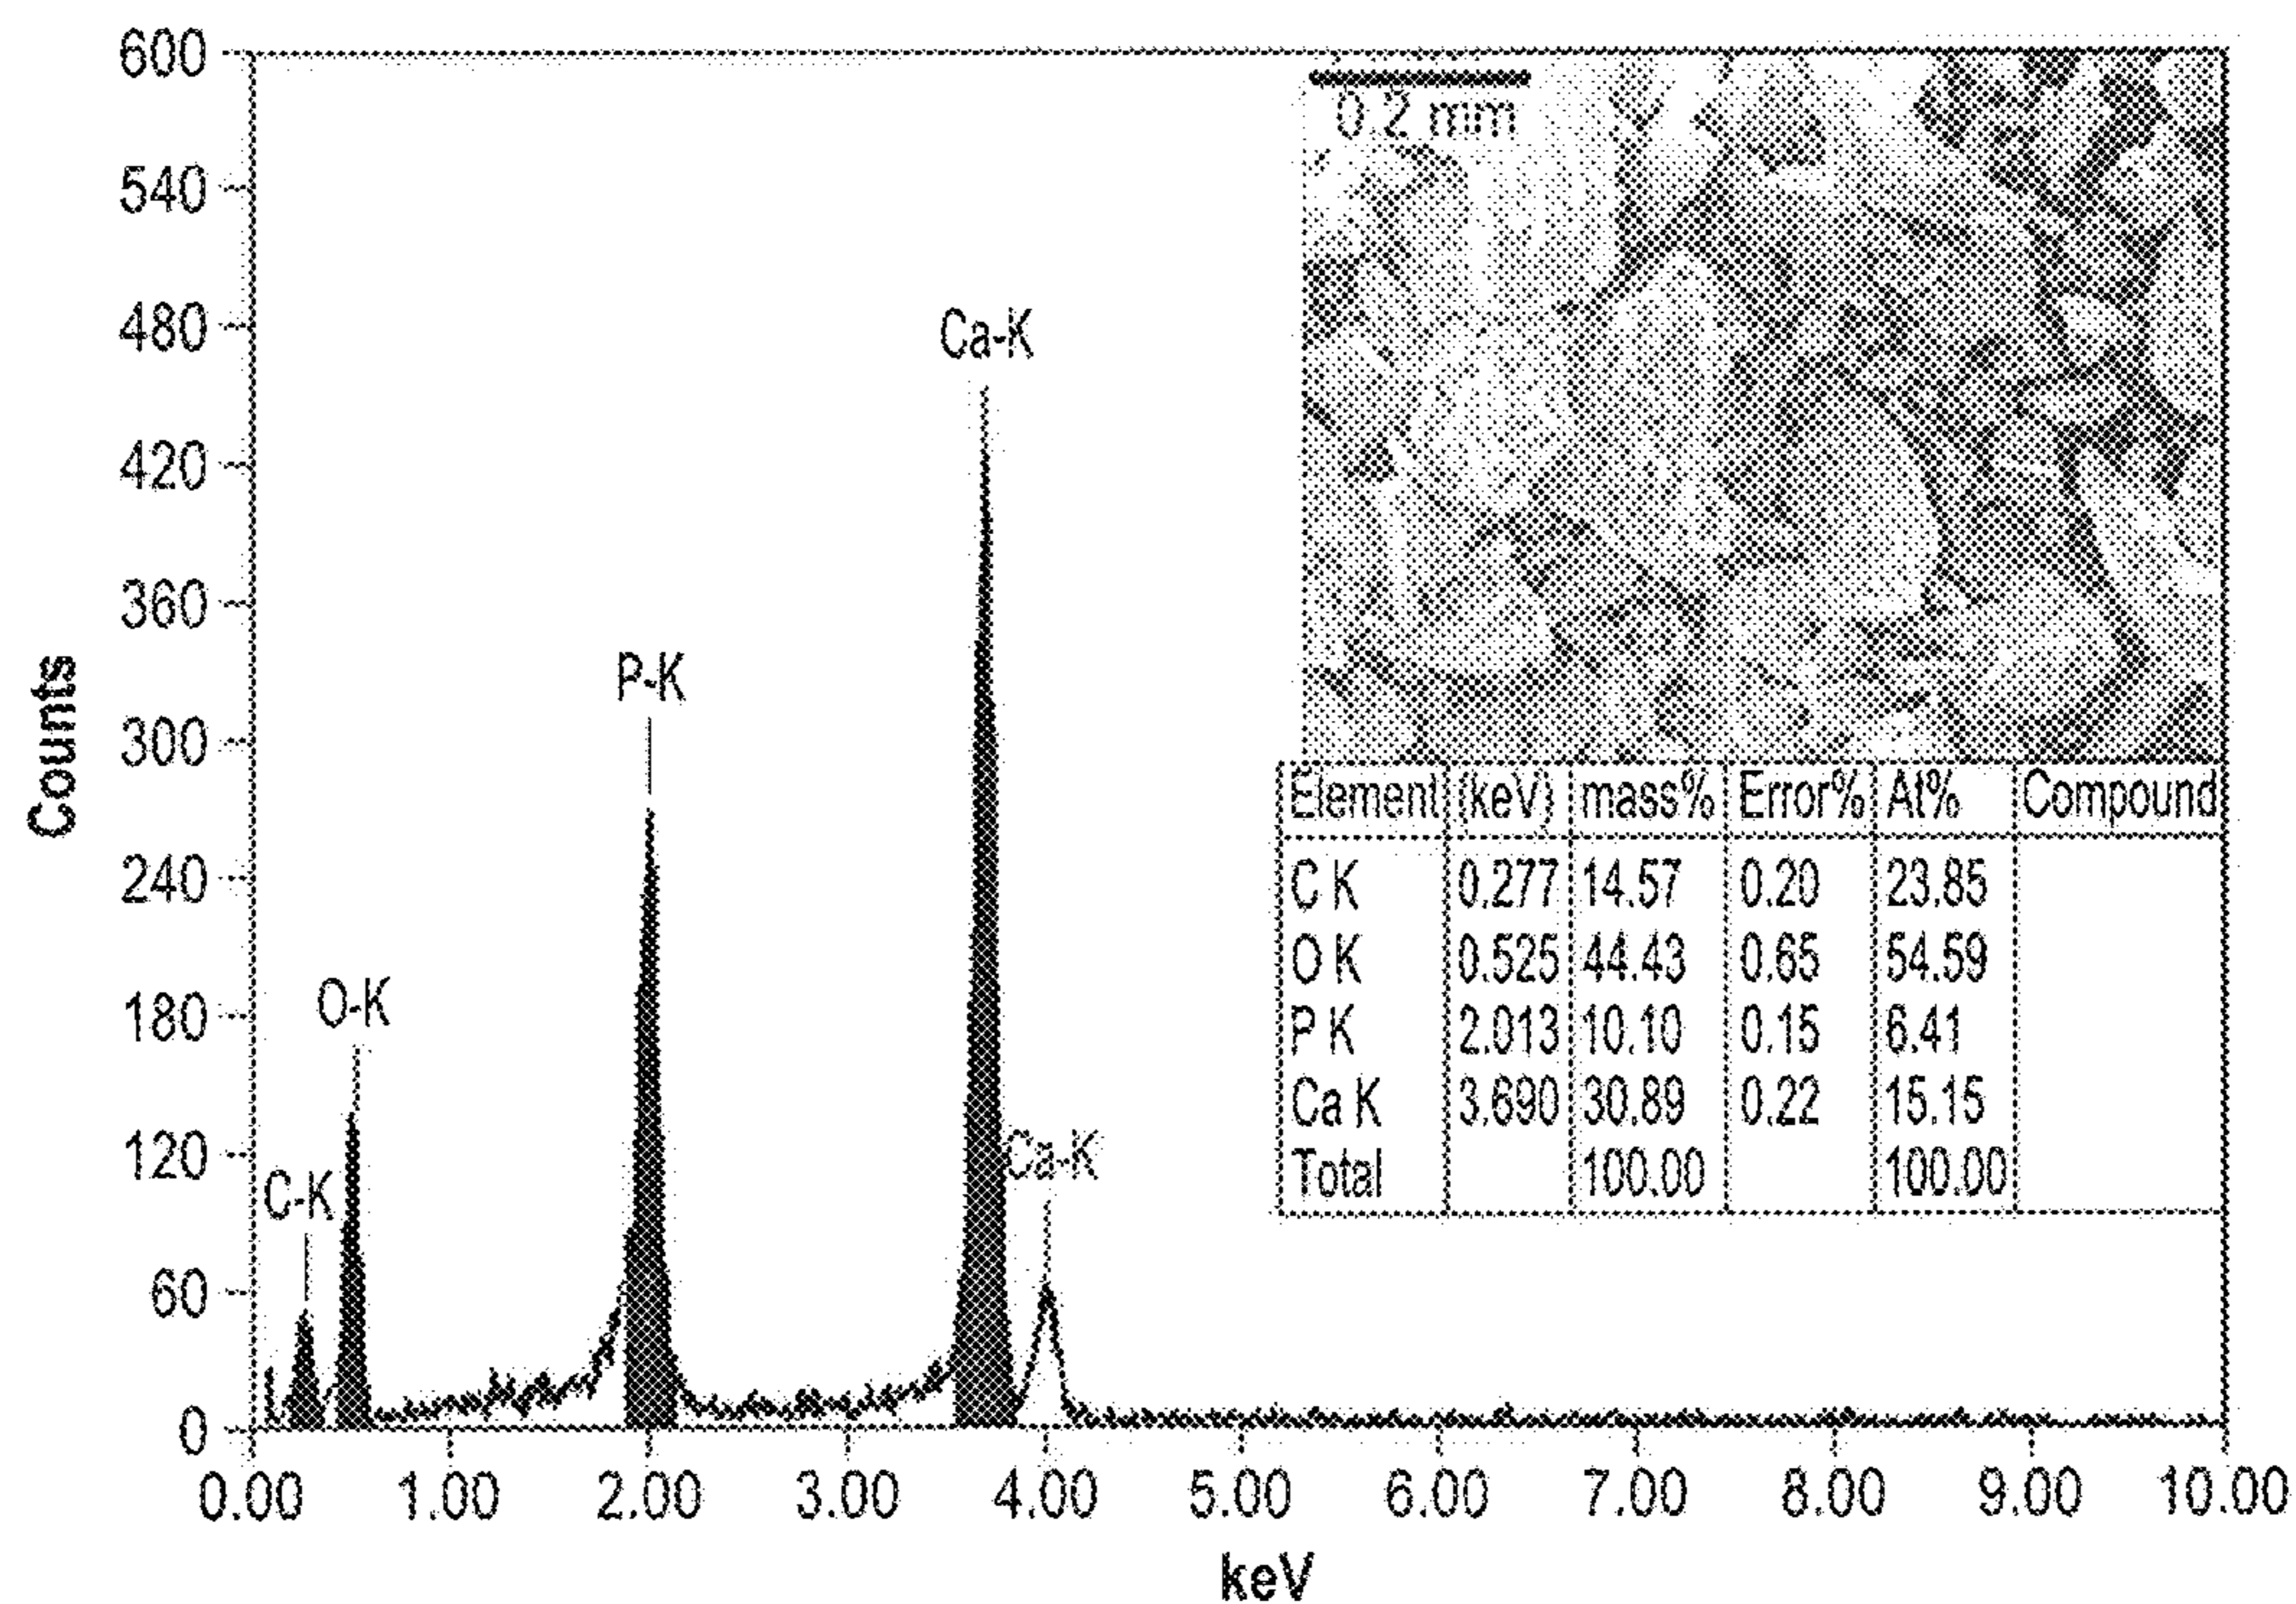 600
540
480
420
360
300
240
180
120
60
0
Counts
0.00 1.00 2.00 3.00 4.00 5.00 6.00 7.00 8.00 9.00 10.00
keV
C-K
O-K
P-K
Ca-K
Ca-K
0.2 mm
Element (keV) mass% Error% At% Compound
C K 0.277 14.57 0.20 23.85
O K 0.525 44.43 0.65 54.59
P K 2.013 10.10 0.15 6.41
Ca K 3.690 30.89 0.22 15.15
Total 100.00 100.00